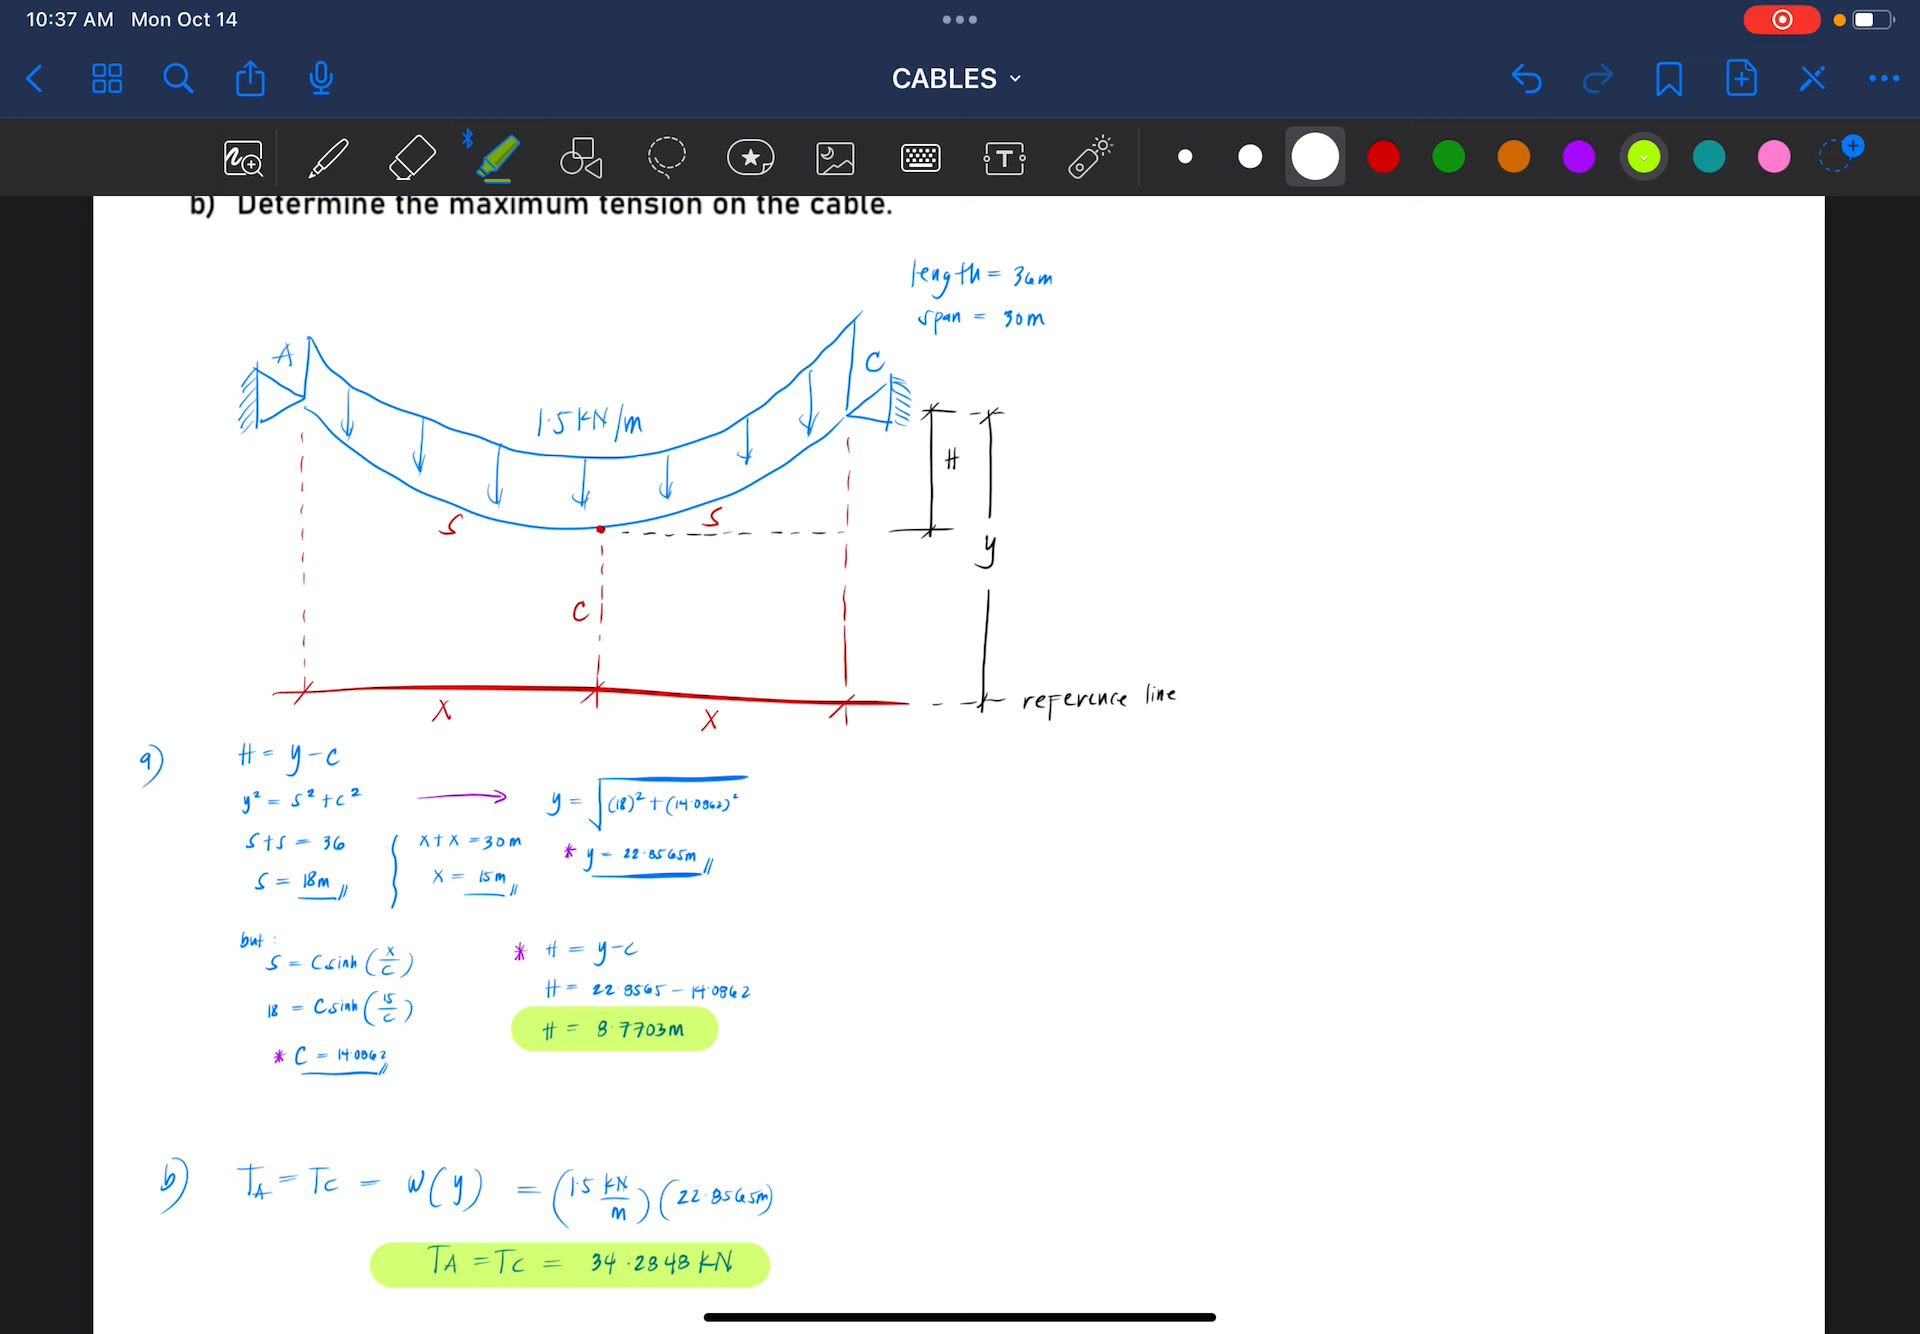 10:37 AM Mon Oct 14
CABLES
b) Determine the maximum tension on the cable.
length = 36m
span = 30m
A
C
1.5 KN/m
H
y
S
S
C
X
X
reference line
a)
H = y - c
y² = s² + c²
y = √(18)² + (14.0862)²
S + S = 36
x + x = 30m
* y = 22.8565m
S = 18m
x = 15m
but :
S = C sinh (x/c)
18 = C sinh (15/c)
* C = 14.0862
* H = y - c
H = 22.8565 - 14.0862
H = 8.7703m
b)
TA = TC = W(y) = (1.5 KN/m) (22.8565m)
TA = TC = 34.2848 KN